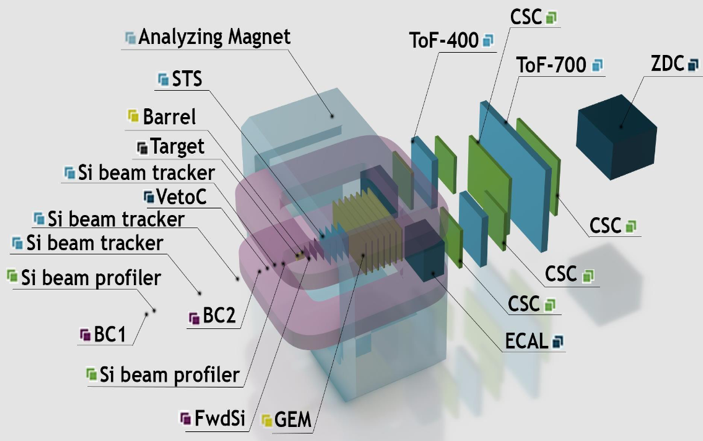 CSC
Analyzing Magnet
ToF-400
ToF-700
ZDC
STS
Barrel
Target
Si beam tracker
VetoC
Si beam tracker
Si beam tracker
Si beam profiler
BC1
BC2
Si beam profiler
FwdSi
GEM
CSC
CSC
CSC
ECAL